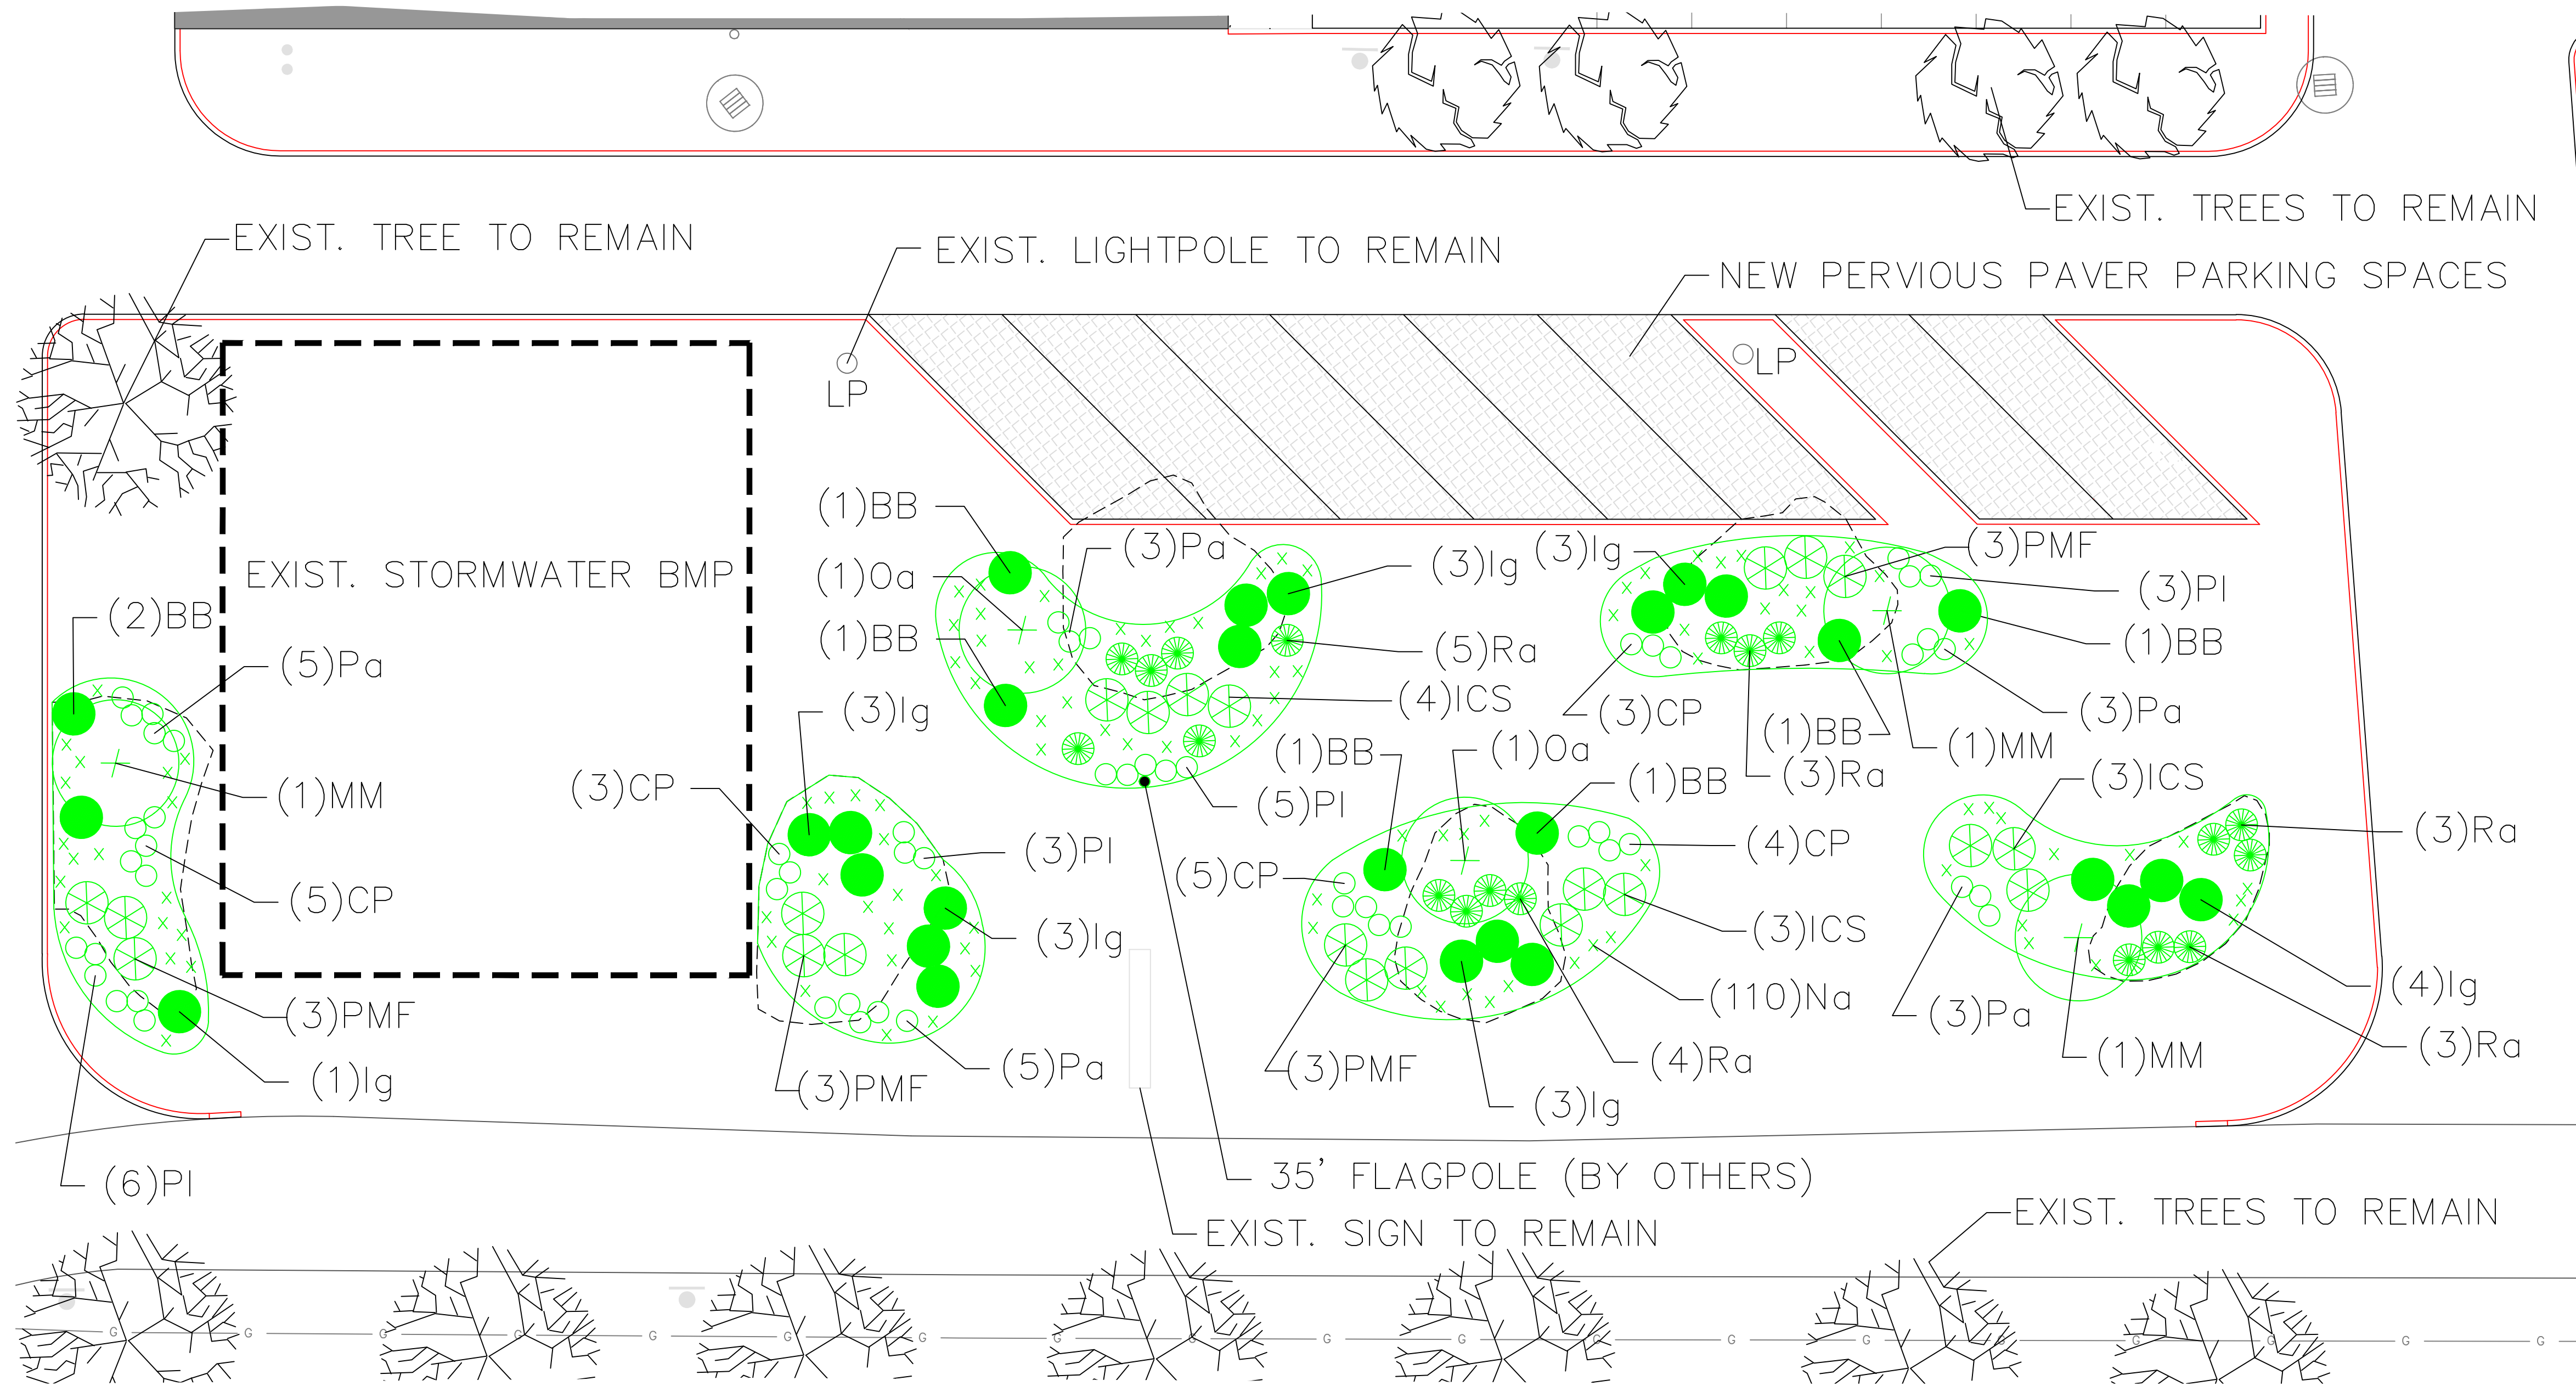 EXIST. TREES TO REMAIN
EXIST. TREE TO REMAIN
EXIST. LIGHTPOLE TO REMAIN
NEW PERVIOUS PAVER PARKING SPACES
LP
LP
(1)BB
(3)Pa
(3)Ig
(3)Ig
(3)PMF
EXIST. STORMWATER BMP
(1)Oa
(3)PI
(2)BB
(1)BB
(5)Ra
(1)BB
(5)Pa
(3)Ig
(4)ICS
(3)CP
(1)BB
(3)Pa
(1)BB
(1)Oa
(1)MM
(1)MM
(3)CP
(5)PI
(1)BB
(3)Ra
(3)ICS
(3)PI
(5)CP
(4)CP
(3)Ra
(5)CP
(3)Ig
(3)ICS
(110)Na
(4)Ig
(3)PMF
(3)Pa
(3)Ra
(1)Ig
(3)PMF
(5)Pa
(3)PMF
(4)Ra
(1)MM
(3)Ig
(6)PI
35' FLAGPOLE (BY OTHERS)
EXIST. SIGN TO REMAIN
EXIST. TREES TO REMAIN
G G G G G G G G G G G G G G G G G G G